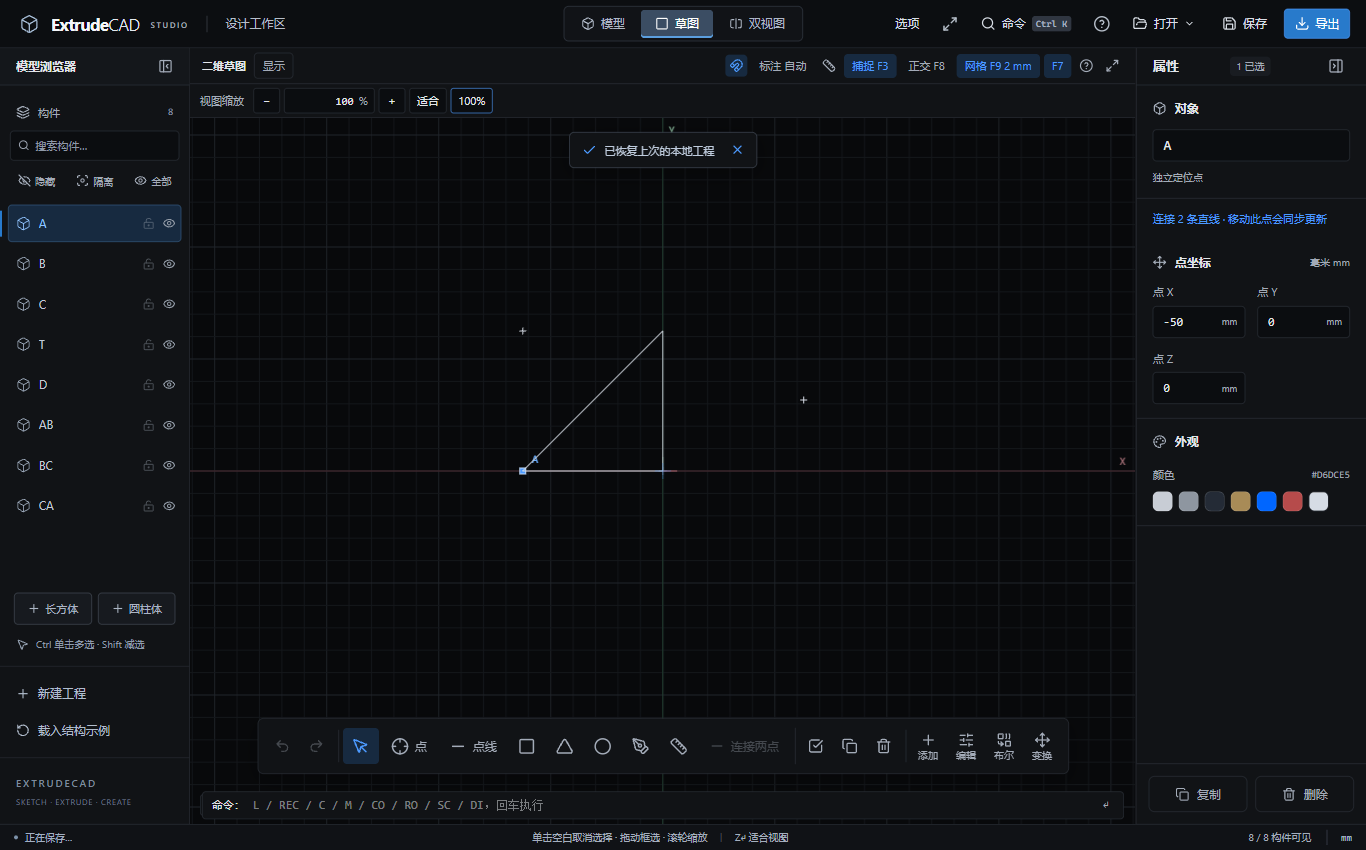 ExtrudeCAD STUDIO 设计工作区 模型 草图 双视图 选项 命令 Ctrl K 打开 保存 导出
模型浏览器
构件 8
搜索构件...
隐藏 隔离 全部
A
B
C
T
D
AB
BC
CA
+ 长方体 + 圆柱体
Ctrl 单击多选 · Shift 减选
+ 新建工程
载入结构示例
EXTRUDECAD
SKETCH · EXTRUDE · CREATE
二维草图 显示 标注 自动 捕捉 F3 正交 F8 网格 F9 2 mm F7
视图缩放 − 100 % + 适合 100%
Y
已恢复上次的本地工程
A
X
点 点线 连接两点 添加 编辑 布尔 变换
命令: L / REC / C / M / CO / RO / SC / DI，回车执行
属性 1 已选
对象
A
独立定位点
连接 2 条直线 · 移动此点会同步更新
点坐标 毫米 mm
点 X 点 Y
-50 mm 0 mm
点 Z
0 mm
外观
颜色 #D6DCE5
复制 删除
正在保存... 单击空白取消选择 · 拖动框选 · 滚轮缩放 Z↵ 适合视图 8 / 8 构件可见 mm